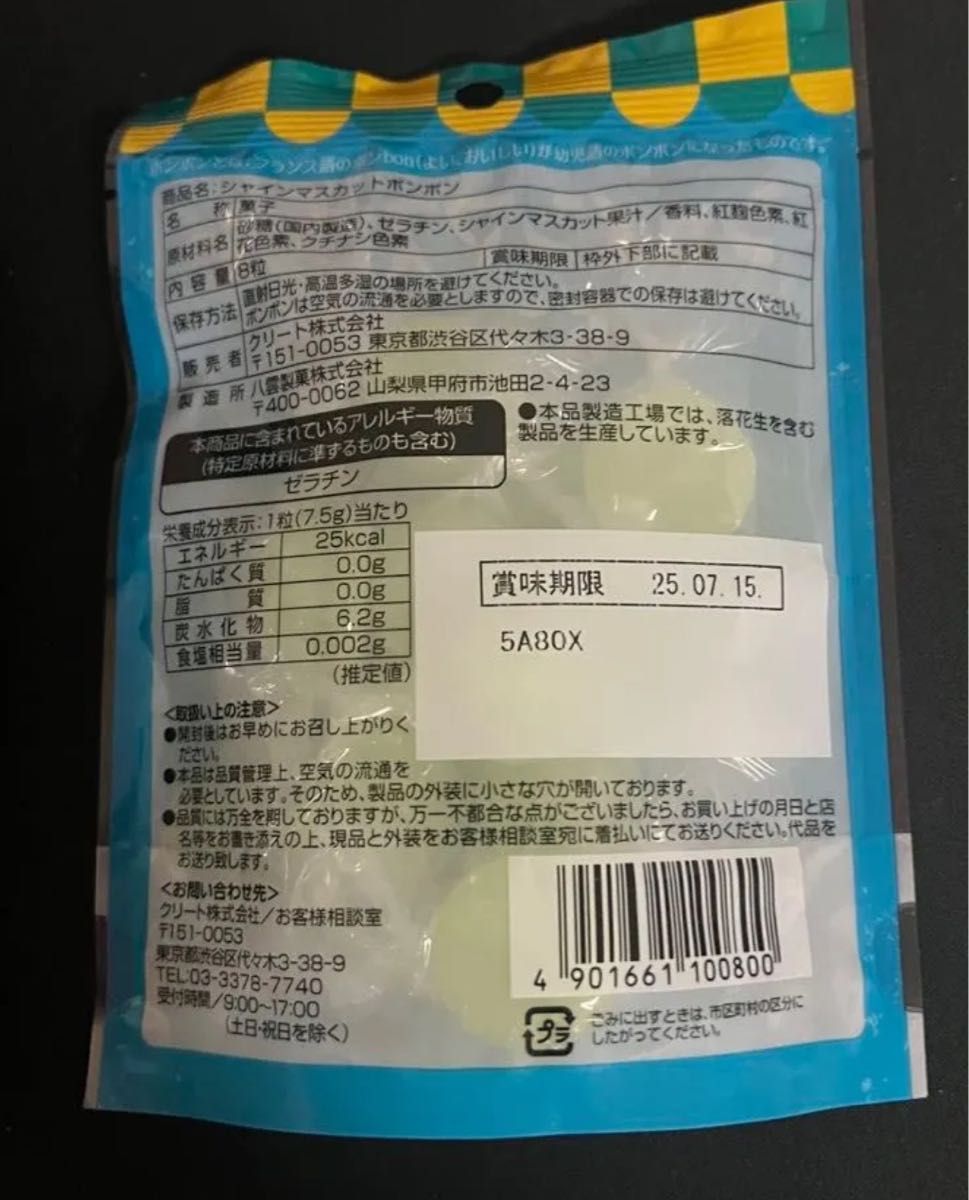 ボンボンとは、フランス語のボンbon(よい、おいしい)が幼児語のボンボンになったものです。
商品名:シャインマスカットボンボン
名 称 菓子
原材料名 砂糖(国内製造)、ゼラチン、シャインマスカット果汁/香料、紅麹色素、紅
花色素、クチナシ色素
内容量 8粒 賞味期限 枠外下部に記載
保存方法 直射日光・高温多湿の場所を避けてください。
ボンボンは空気の流通を必要としますので、密封容器での保存は避けてください。
販売者 クリート株式会社
〒151-0053 東京都渋谷区代々木3-38-9
製造所 八雲製菓株式会社
〒400-0062 山梨県甲府市池田2-4-23
本商品に含まれているアレルギー物質
(特定原材料に準ずるものも含む)
ゼラチン
●本品製造工場では、落花生を含む
製品を生産しています。
栄養成分表示:1粒(7.5g)当たり
エネルギー 25kcal
たんぱく質 0.0g
脂 質 0.0g
炭水化物 6.2g
食塩相当量 0.002g
(推定値)
賞味期限 25.07.15.
5A80X
<取扱い上の注意>
●開封後はお早めにお召し上がりく
ださい。
●本品は品質管理上、空気の流通を
必要としています。そのため、製品の外装に小さな穴が開いております。
●品質には万全を期しておりますが、万一不都合な点がございましたら、お買い上げの月日と店
名等をお書き添えの上、現品と外装をお客様相談室宛に着払いにてお送りください。代品を
お送り致します。
<お問い合わせ先>
クリート株式会社/お客様相談室
〒151-0053
東京都渋谷区代々木3-38-9
TEL:03-3378-7740
受付時間/9:00~17:00
(土日・祝日を除く)
4 901661 100800
プラ
ごみに出すときは、市区町村の区分に
したがってください。